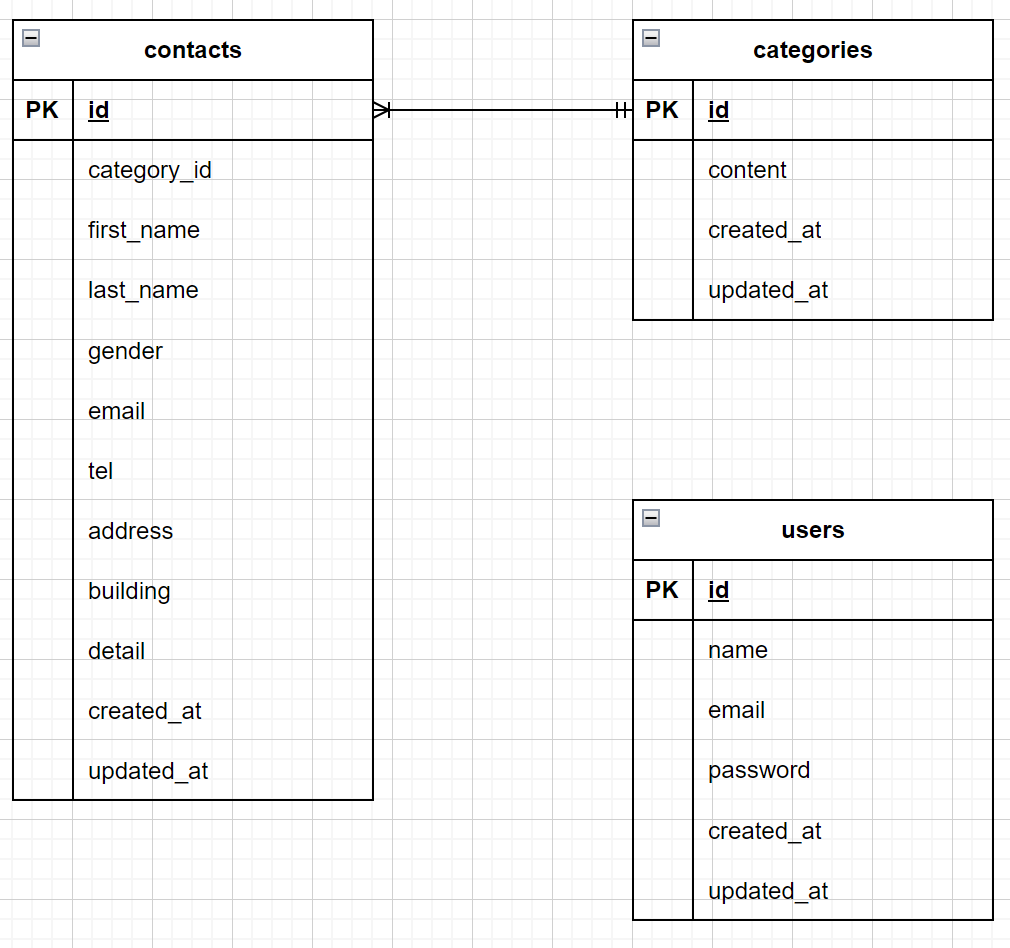 contacts
PK id
category_id
first_name
last_name
gender
email
tel
address
building
detail
created_at
updated_at
categories
PK id
content
created_at
updated_at
users
PK id
name
email
password
created_at
updated_at